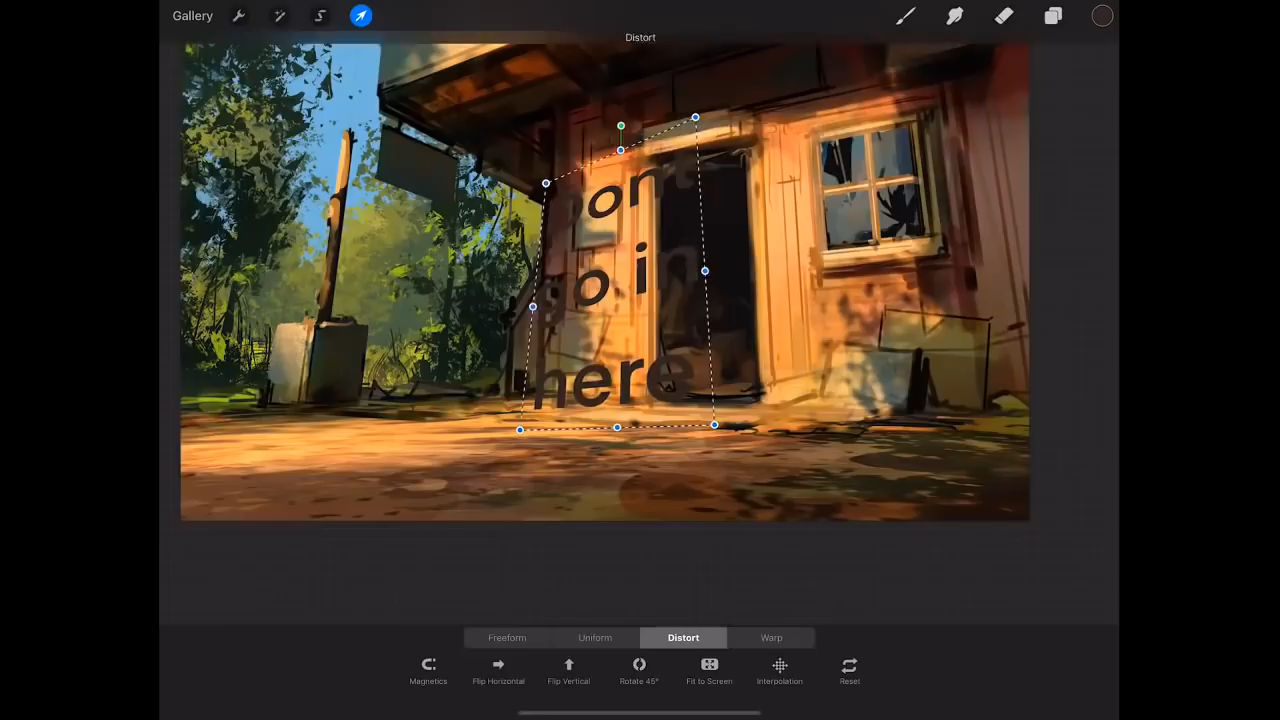 Gallery
Distort
ont
go in
here
Freeform
Uniform
Distort
Warp
Magnetics
Flip Horizontal
Flip Vertical
Rotate 45°
Fit to Screen
Interpolation
Reset